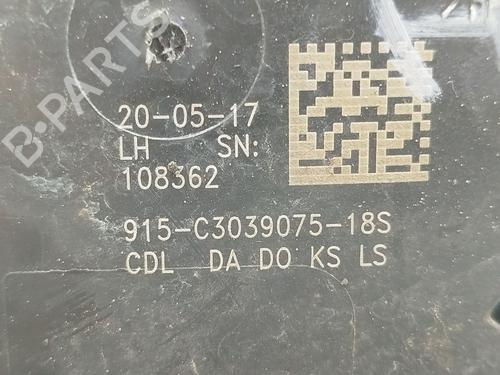 B-PARTS
20-05-17
LH SN:
108362
915-C3039075-18S
CDL DA DO KS LS